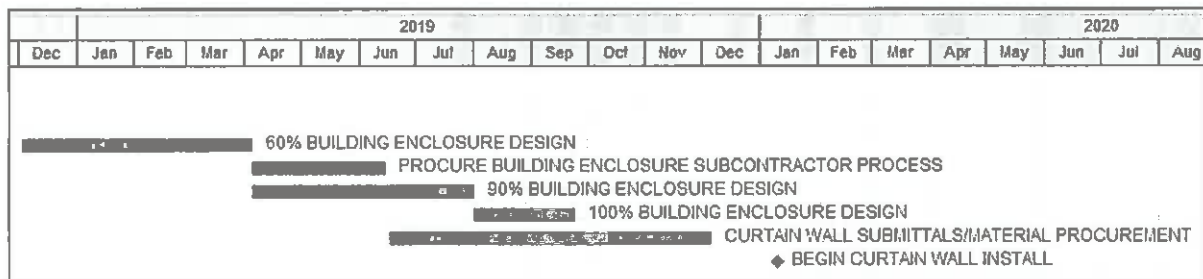 2019 2020
Dec Jan Feb Mar Apr May Jun Jul Aug Sep Oct Nov Dec Jan Feb Mar Apr May Jun Jul Aug
60% BUILDING ENCLOSURE DESIGN
PROCURE BUILDING ENCLOSURE SUBCONTRACTOR PROCESS
90% BUILDING ENCLOSURE DESIGN
100% BUILDING ENCLOSURE DESIGN
CURTAIN WALL SUBMITTALS/MATERIAL PROCUREMENT
BEGIN CURTAIN WALL INSTALL